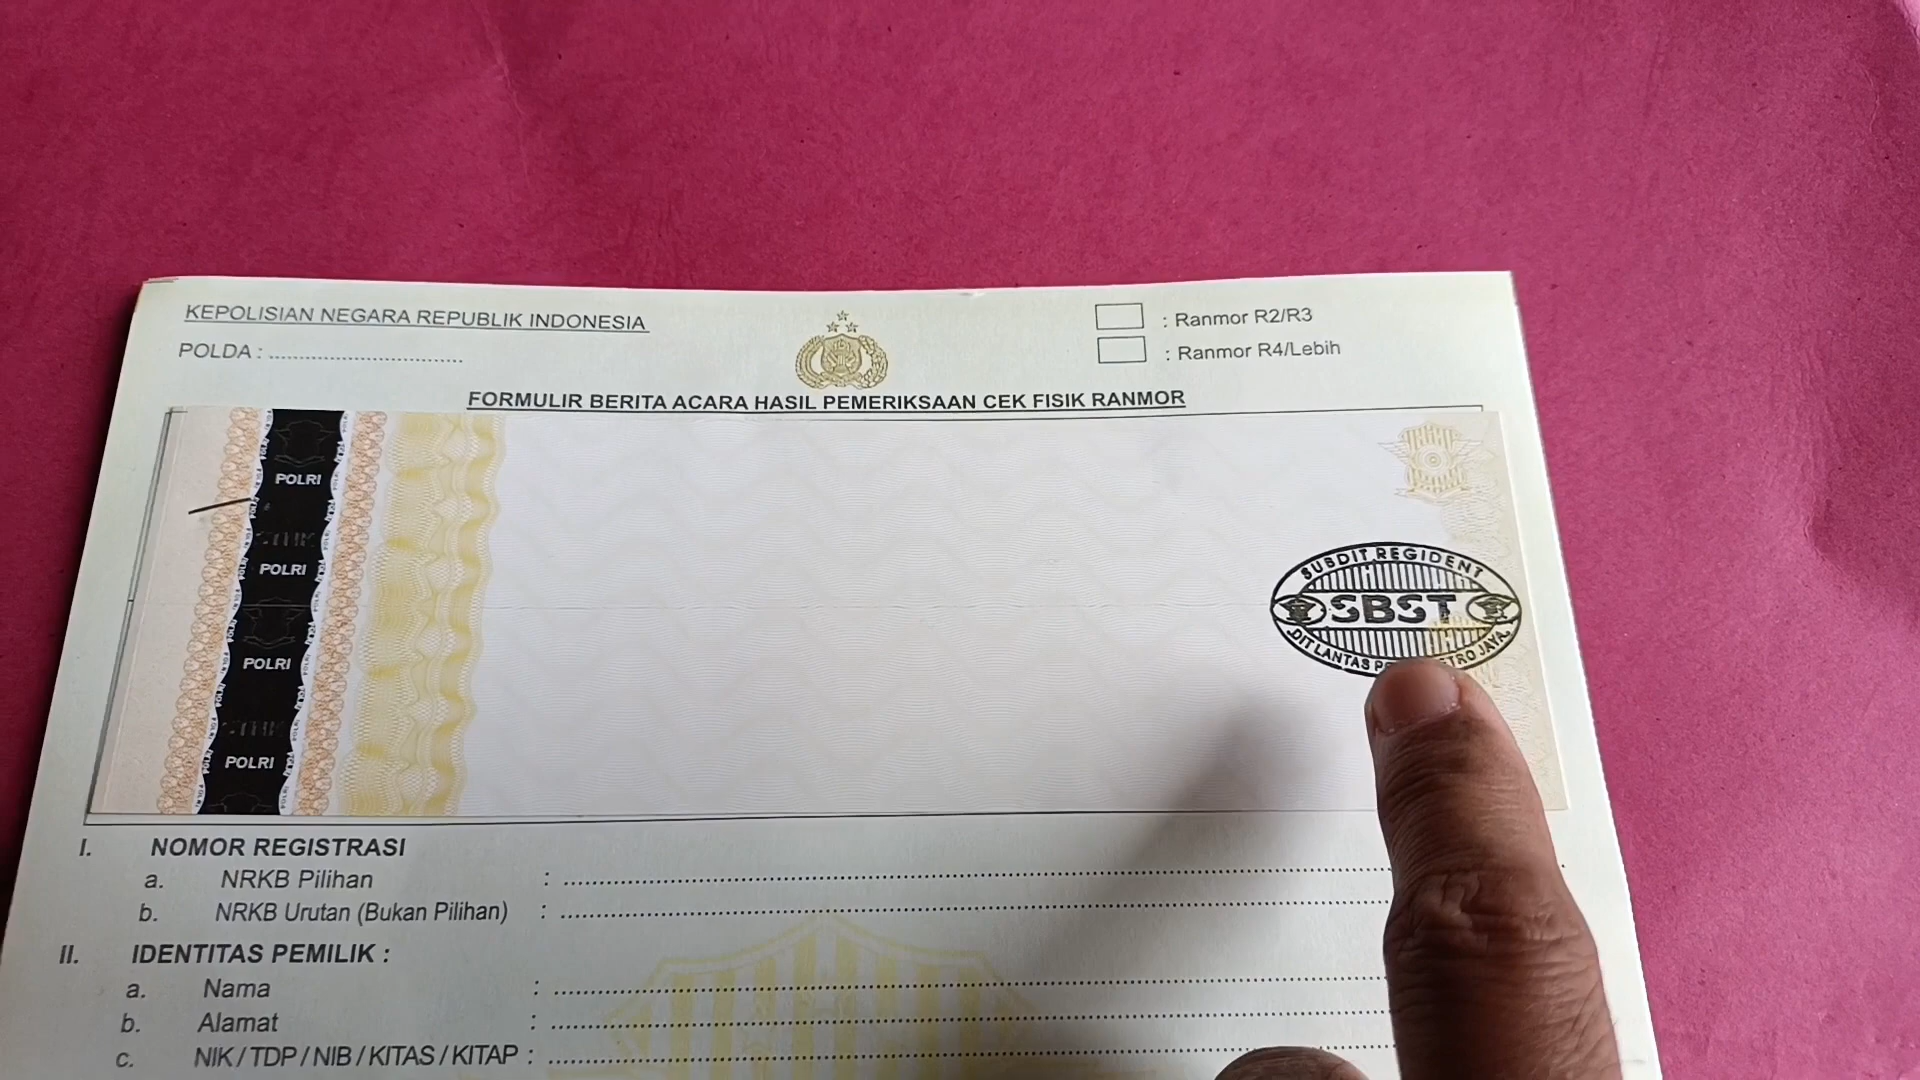 KEPOLISIAN NEGARA REPUBLIK INDONESIA
POLDA : ................................
: Ranmor R2/R3
: Ranmor R4/Lebih
FORMULIR BERITA ACARA HASIL PEMERIKSAAN CEK FISIK RANMOR
POLRI
POLRI
POLRI
POLRI
SUBDIT REGIDENT
SBST
DIT LANTAS JAYA
I. NOMOR REGISTRASI
a. NRKB Pilihan :
b. NRKB Urutan (Bukan Pilihan) :
II. IDENTITAS PEMILIK :
a. Nama :
b. Alamat :
c. NIK / TDP / NIB / KITAS / KITAP :